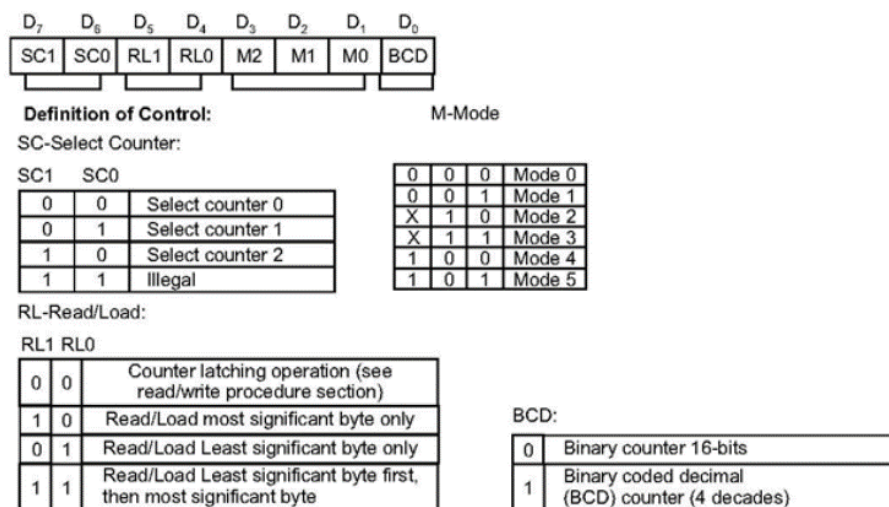 D₇ D₆ D₅ D₄ D₃ D₂ D₁ D₀
SC1 SC0 RL1 RL0 M2 M1 M0 BCD
Definition of Control:
M-Mode
SC-Select Counter:
SC1 SC0
0 0 Select counter 0
0 1 Select counter 1
1 0 Select counter 2
1 1 Illegal
0 0 0 Mode 0
0 0 1 Mode 1
X 1 0 Mode 2
X 1 1 Mode 3
1 0 0 Mode 4
1 0 1 Mode 5
RL-Read/Load:
RL1 RL0
0 0 Counter latching operation (see
read/write procedure section)
1 0 Read/Load most significant byte only
0 1 Read/Load Least significant byte only
1 1 Read/Load Least significant byte first,
then most significant byte
BCD:
0 Binary counter 16-bits
1 Binary coded decimal
(BCD) counter (4 decades)